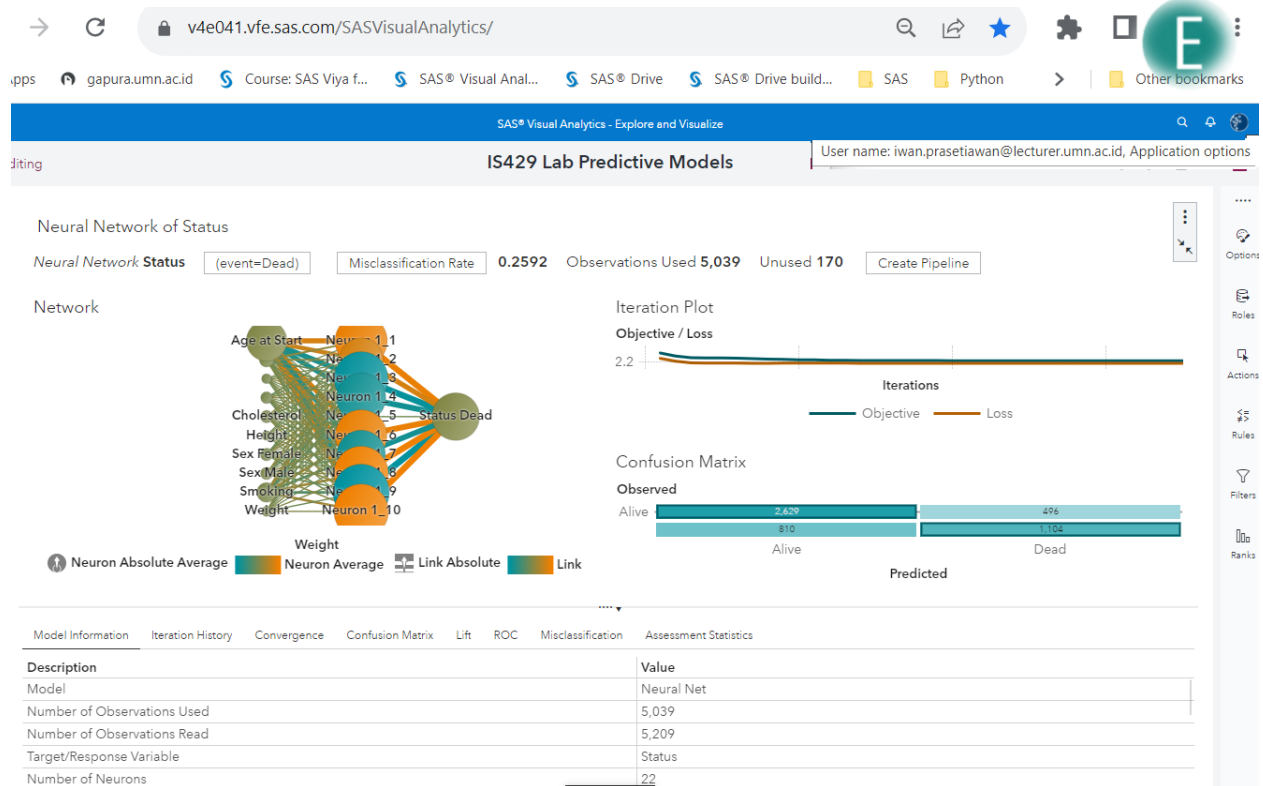 v4e041.vfe.sas.com/SASVisualAnalytics/
E
gapura.umn.ac.id Course: SAS Viya f... SAS® Visual Anal... SAS® Drive SAS® Drive build... SAS Python Other bookmarks
SAS® Visual Analytics - Explore and Visualize
IS429 Lab Predictive Models
User name: iwan.prasetiawan@lecturer.umn.ac.id, Application options
Neural Network of Status
Neural Network Status (event=Dead) Misclassification Rate 0.2592 Observations Used 5,039 Unused 170 Create Pipeline
Options
Roles
Actions
Rules
Filters
Ranks
Network
Age at Start
Cholesterol
Height
Sex Female
Sex Male
Smoking
Weight
Neuron 1_4
Neuron 1_10
Status Dead
Weight
Neuron Absolute Average Neuron Average Link Absolute Link
Iteration Plot
Objective / Loss
2.2
Iterations
Objective Loss
Confusion Matrix
Observed
Alive 2,629 496
810 1,104
Alive Dead
Predicted
Model Information Iteration History Convergence Confusion Matrix Lift ROC Misclassification Assessment Statistics
Description Value
Model Neural Net
Number of Observations Used 5,039
Number of Observations Read 5,209
Target/Response Variable Status
Number of Neurons 22